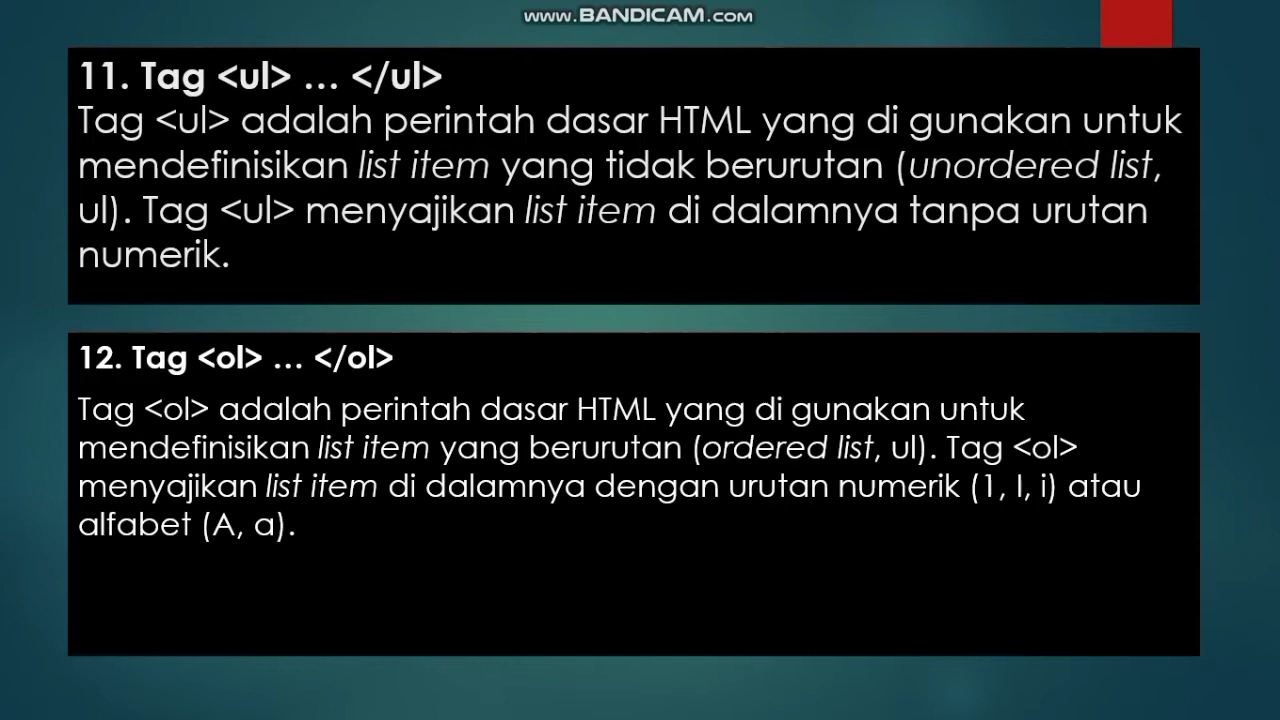 www.BANDICAM.com
11. Tag <ul> … </ul>
Tag <ul> adalah perintah dasar HTML yang di gunakan untuk
mendefinisikan list item yang tidak berurutan (unordered list,
ul). Tag <ul> menyajikan list item di dalamnya tanpa urutan
numerik.
12. Tag <ol> … </ol>
Tag <ol> adalah perintah dasar HTML yang di gunakan untuk
mendefinisikan list item yang berurutan (ordered list, ul). Tag <ol>
menyajikan list item di dalamnya dengan urutan numerik (1, I, i) atau
alfabet (A, a).